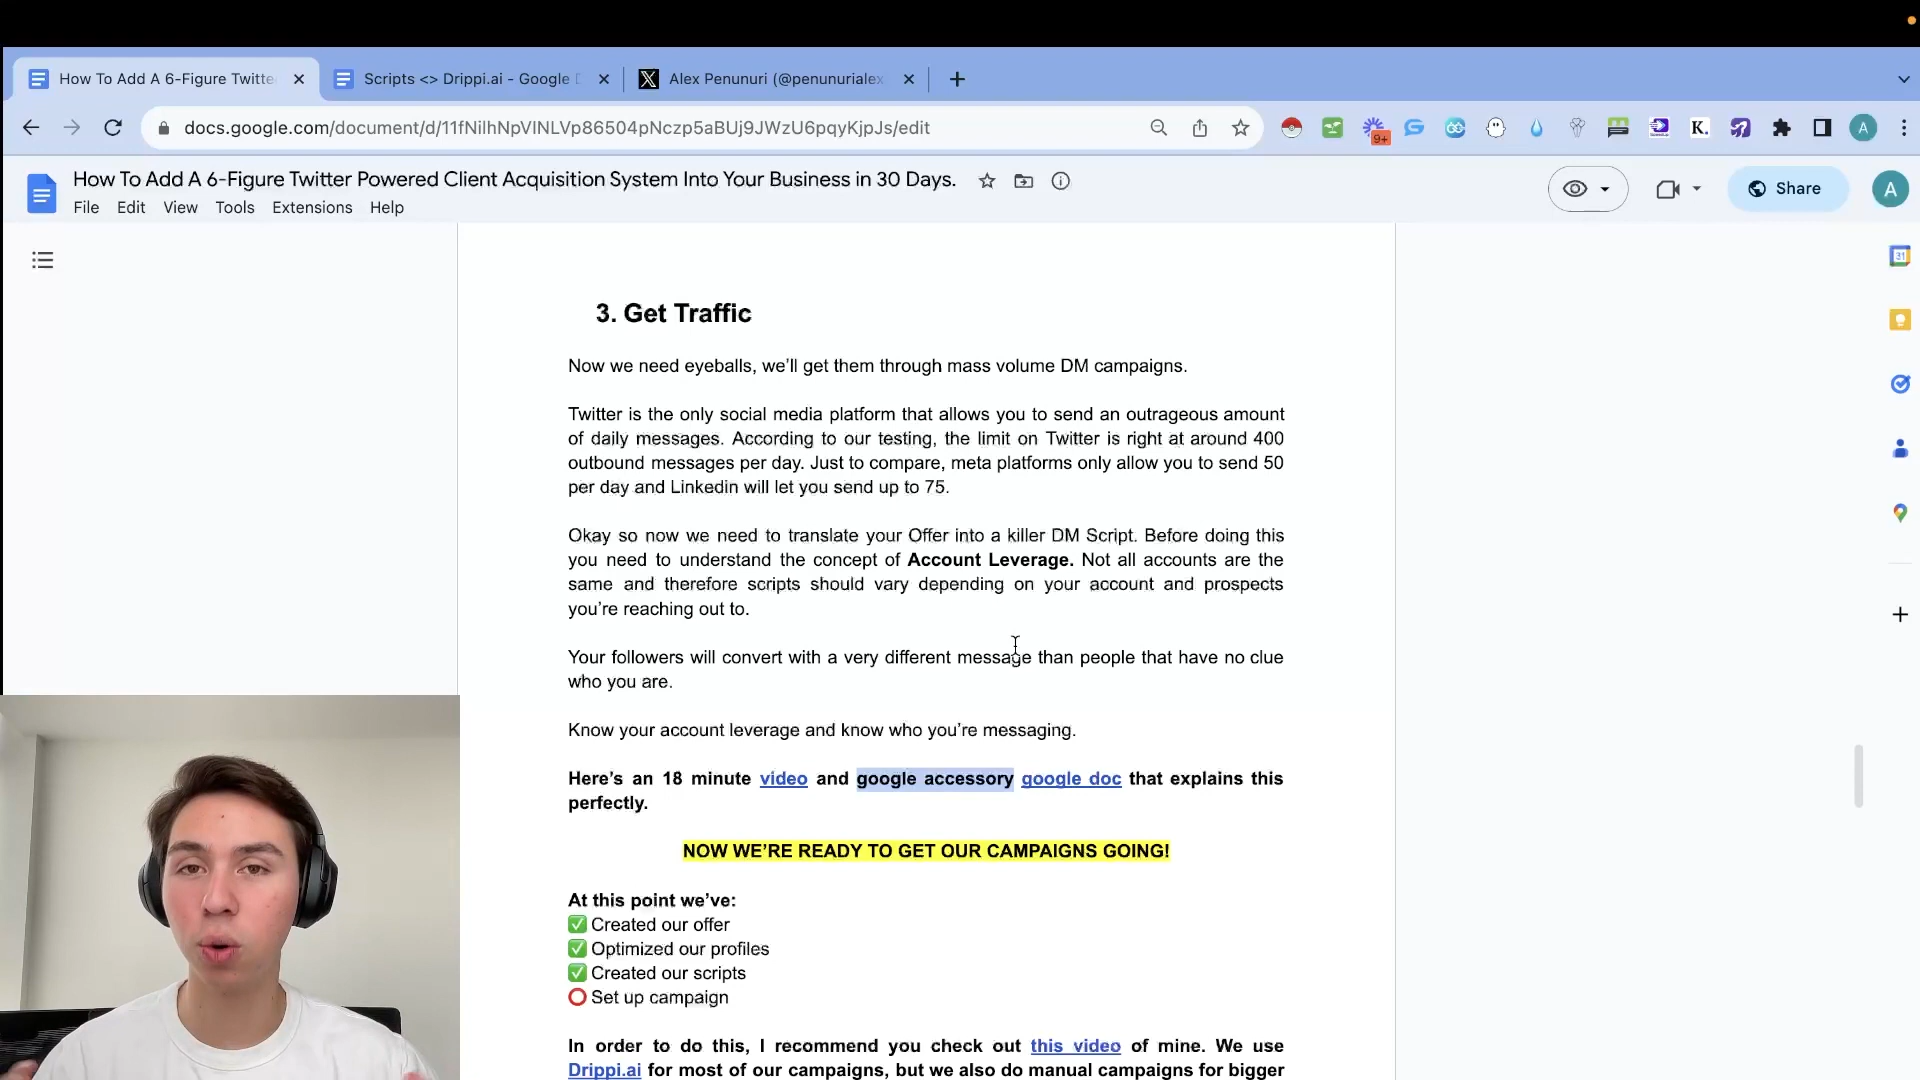 How To Add A 6-Figure Twitte
Scripts <> Drippi.ai - Google D
Alex Penunuri (@penunurialex
docs.google.com/document/d/11fNilhNpVINLVp86504pNczp5aBUj9JWzU6pqyKjpJs/edit
9+
K.
A
How To Add A 6-Figure Twitter Powered Client Acquisition System Into Your Business in 30 Days.
Share
A
File Edit View Tools Extensions Help
31
3. Get Traffic
Now we need eyeballs, we’ll get them through mass volume DM campaigns.
Twitter is the only social media platform that allows you to send an outrageous amount
of daily messages. According to our testing, the limit on Twitter is right at around 400
outbound messages per day. Just to compare, meta platforms only allow you to send 50
per day and Linkedin will let you send up to 75.
Okay so now we need to translate your Offer into a killer DM Script. Before doing this
you need to understand the concept of Account Leverage. Not all accounts are the
same and therefore scripts should vary depending on your account and prospects
you’re reaching out to.
Your followers will convert with a very different message than people that have no clue
who you are.
Know your account leverage and know who you’re messaging.
Here’s an 18 minute video and google accessory google doc that explains this
perfectly.
NOW WE’RE READY TO GET OUR CAMPAIGNS GOING!
At this point we’ve:
✅ Created our offer
✅ Optimized our profiles
✅ Created our scripts
⭕ Set up campaign
In order to do this, I recommend you check out this video of mine. We use
Drippi.ai for most of our campaigns, but we also do manual campaigns for bigger